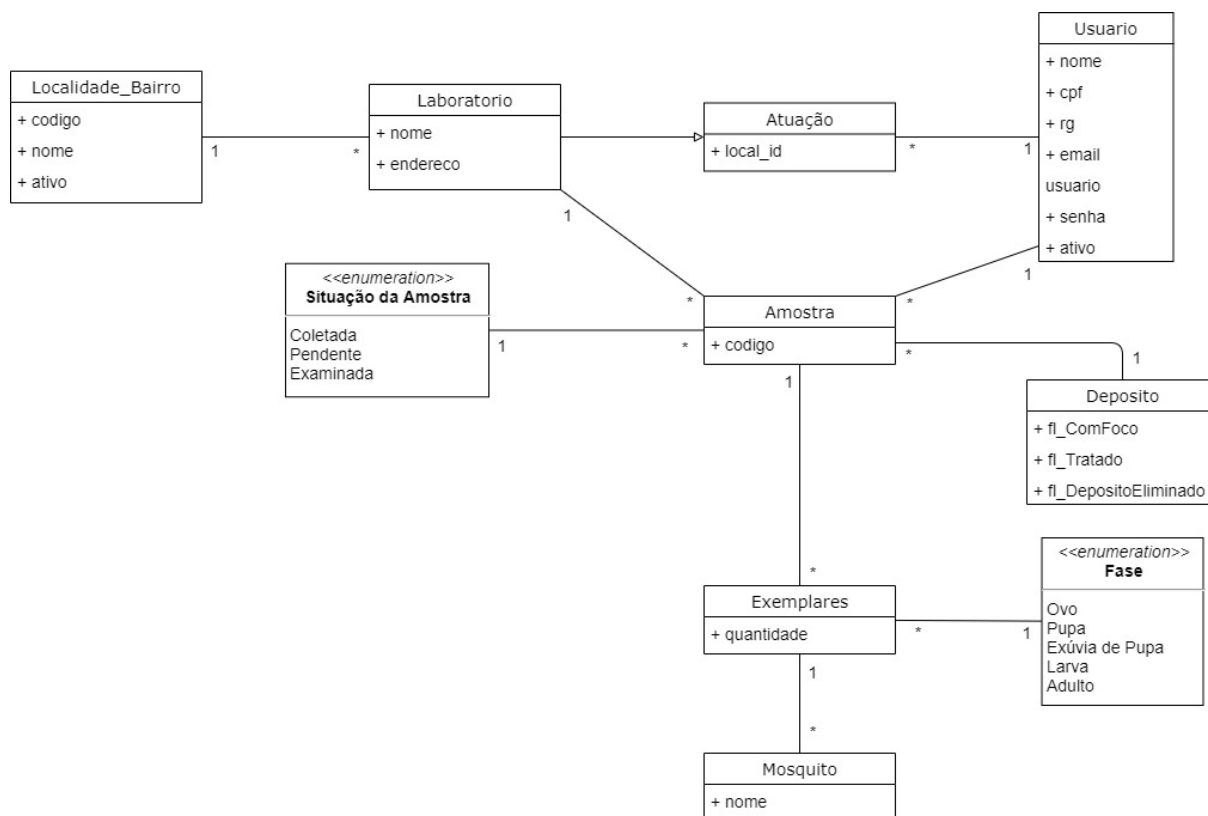 Usuario
+ nome
+ cpf
+ rg
+ email
usuario
+ senha
+ ativo
Localidade_Bairro
+ codigo
+ nome
+ ativo
1
*
Laboratorio
+ nome
+ endereco
Atuação
+ local_id
*
1
1
*
1
*
<<enumeration>>
Situação da Amostra
Coletada
Pendente
Examinada
1
*
Amostra
+ codigo
*
1
Deposito
+ fl_ComFoco
+ fl_Tratado
+ fl_DepositoEliminado
1
*
<<enumeration>>
Fase
Ovo
Pupa
Exúvia de Pupa
Larva
Adulto
Exemplares
+ quantidade
*
1
1
*
Mosquito
+ nome